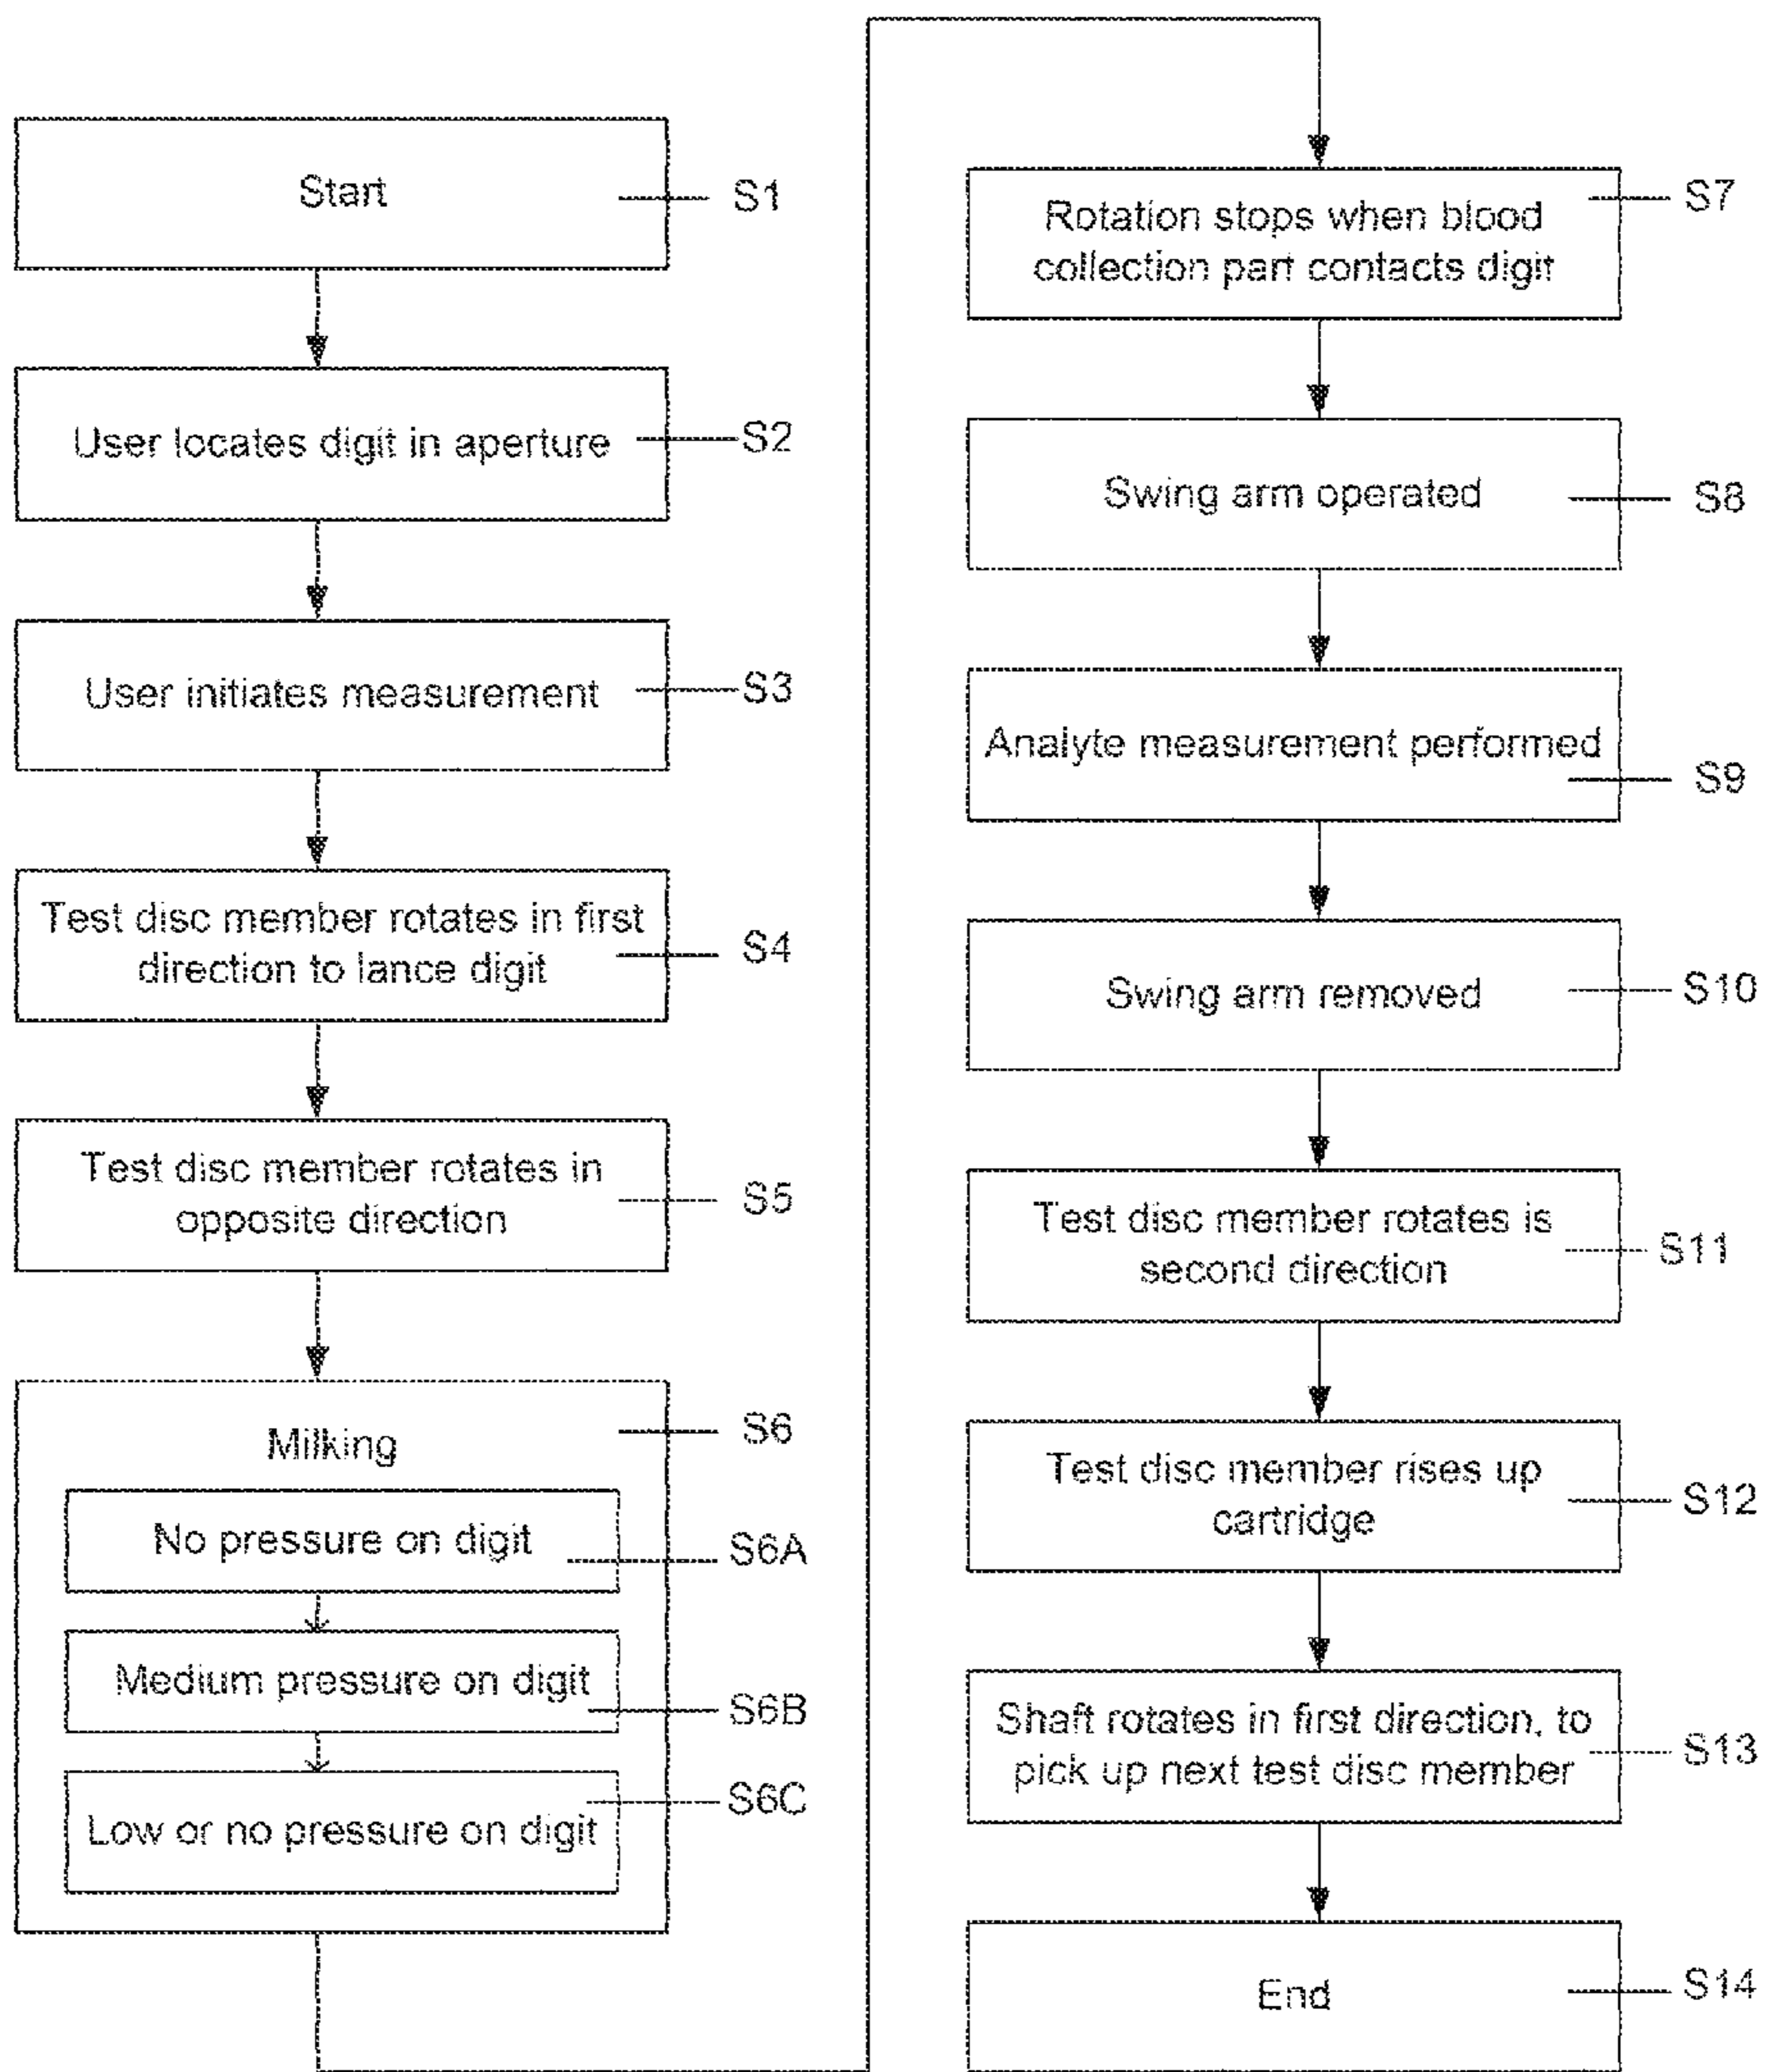 Start
S1
User locates digit in aperture
S2
User initiates measurement
S3
Test disc member rotates in first
direction to lance digit
S4
Test disc member rotates in
opposite direction
S5
Milking
S6
No pressure on digit
S6A
Medium pressure on digit
S6B
Low or no pressure on digit
S6C
Rotation stops when blood
collection part contacts digit
S7
Swing arm operated
S8
Analyte measurement performed
S9
Swing arm removed
S10
Test disc member rotates is
second direction
S11
Test disc member rises up
cartridge
S12
Shaft rotates in first direction, to
pick up next test disc member
S13
End
S14